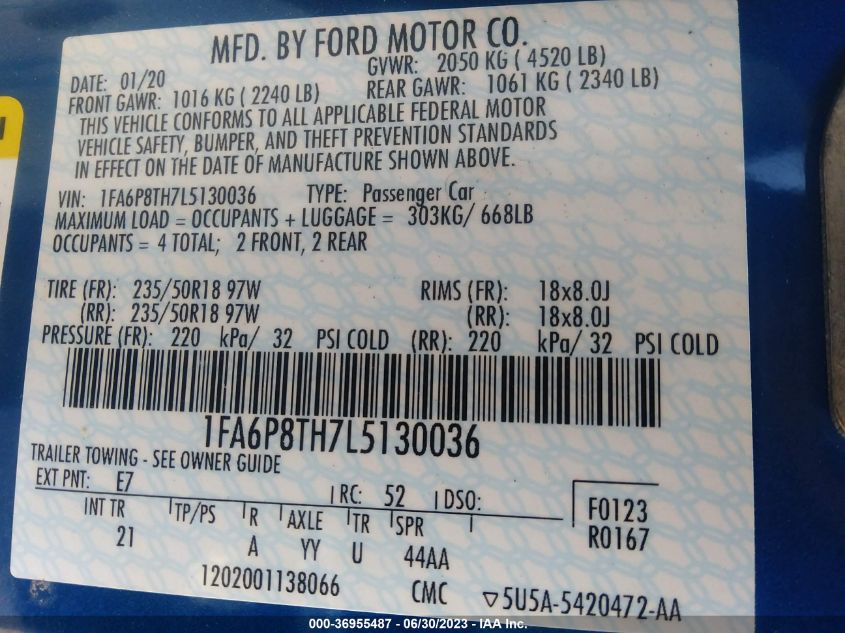 MFD. BY FORD MOTOR CO.
DATE: 01/20 GVWR: 2050 KG ( 4520 LB)
FRONT GAWR: 1016 KG ( 2240 LB) REAR GAWR: 1061 KG ( 2340 LB)
THIS VEHICLE CONFORMS TO ALL APPLICABLE FEDERAL MOTOR
VEHICLE SAFETY, BUMPER, AND THEFT PREVENTION STANDARDS
IN EFFECT ON THE DATE OF MANUFACTURE SHOWN ABOVE.
VIN: 1FA6P8TH7L5130036 TYPE: Passenger Car
MAXIMUM LOAD = OCCUPANTS + LUGGAGE = 303KG/ 668LB
OCCUPANTS = 4 TOTAL; 2 FRONT, 2 REAR
TIRE (FR): 235/50R18 97W RIMS (FR): 18x8.0J
(RR): 235/50R18 97W (RR): 18x8.0J
PRESSURE (FR): 220 kPa/ 32 PSI COLD (RR): 220 kPa/ 32 PSI COLD
1FA6P8TH7L5130036
TRAILER TOWING - SEE OWNER GUIDE
EXT PNT: E7 RC: 52 DSO: F0123
INT TR TP/PS R AXLE TR SPR R0167
21 A YY U 44AA
1202001138066 CMC ▽5U5A-5420472-AA
000-36955487 - 06/30/2023 - IAA Inc.